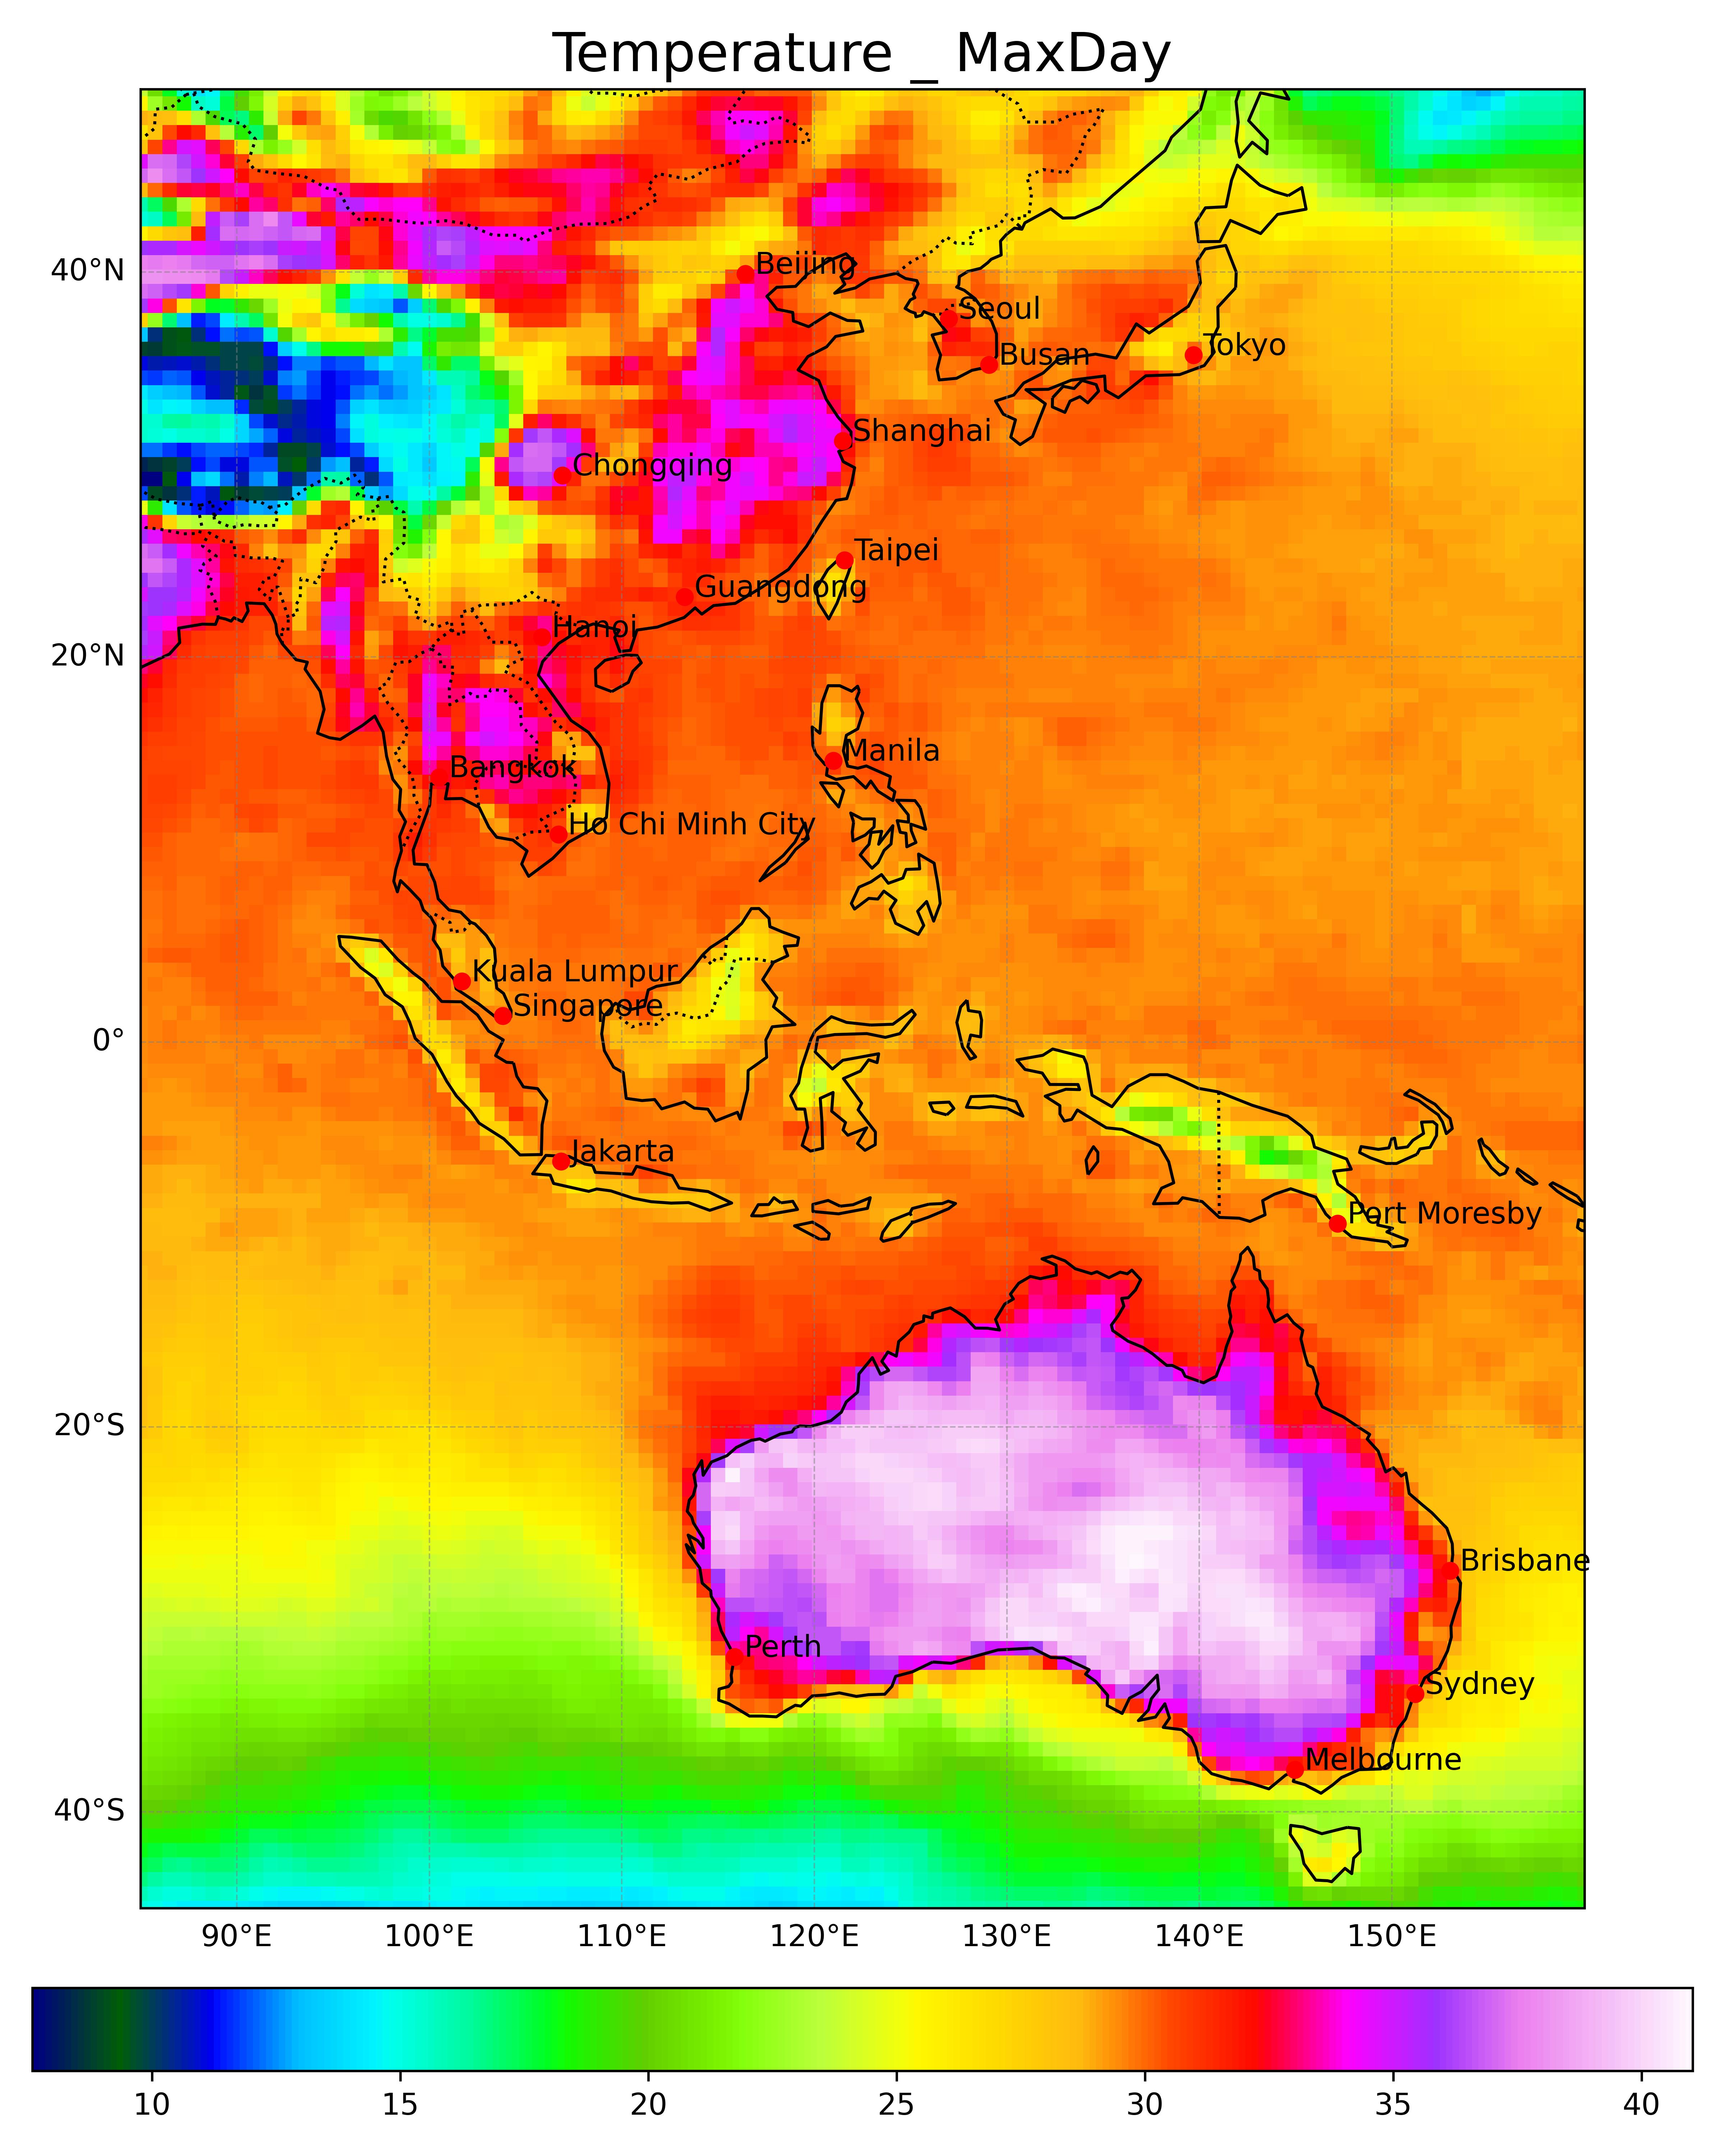 Temperature _ MaxDay
40°N
20°N
0°
20°S
40°S
Beijing
Seoul
Tokyo
Busan
Shanghai
Chongqing
Taipei
Guangdong
Hanoi
Manila
Bangkok
Ho Chi Minh City
Kuala Lumpur
Singapore
Jakarta
Port Moresby
Brisbane
Perth
Sydney
Melbourne
90°E 100°E 110°E 120°E 130°E 140°E 150°E
10 15 20 25 30 35 40